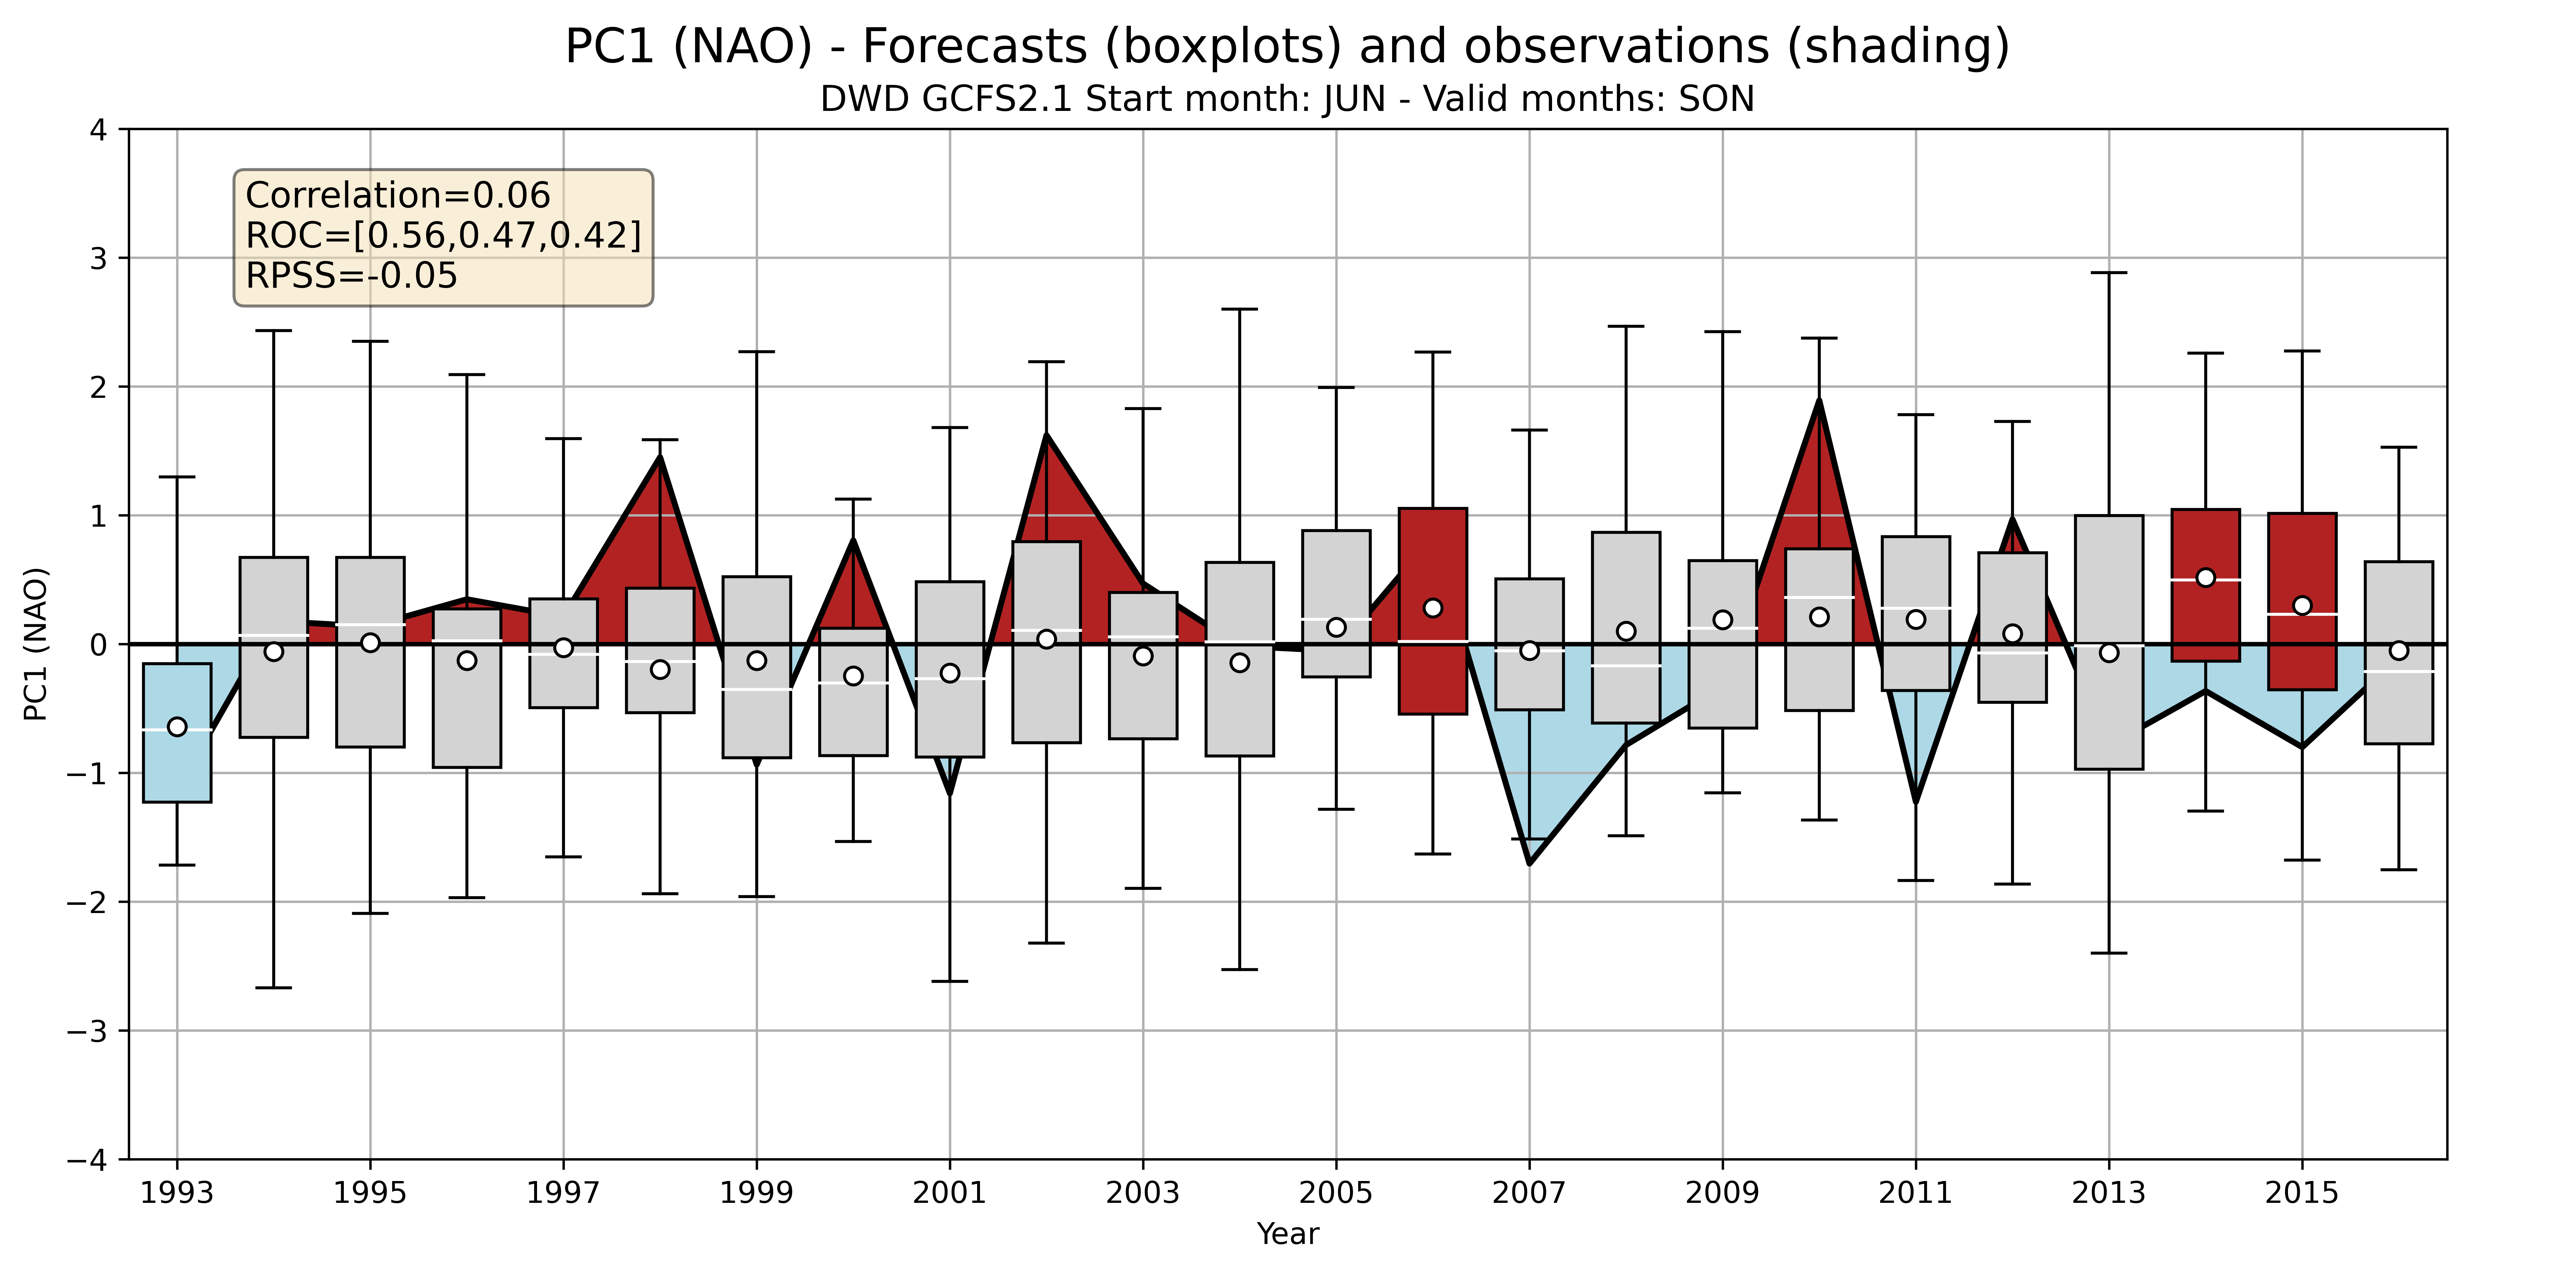 PC1 (NAO) - Forecasts (boxplots) and observations (shading)
DWD GCFS2.1 Start month: JUN - Valid months: SON
Correlation=0.06
ROC=[0.56,0.47,0.42]
RPSS=-0.05
4
3
2
1
0
−1
−2
−3
−4
PC1 (NAO)
1993 1995 1997 1999 2001 2003 2005 2007 2009 2011 2013 2015
Year